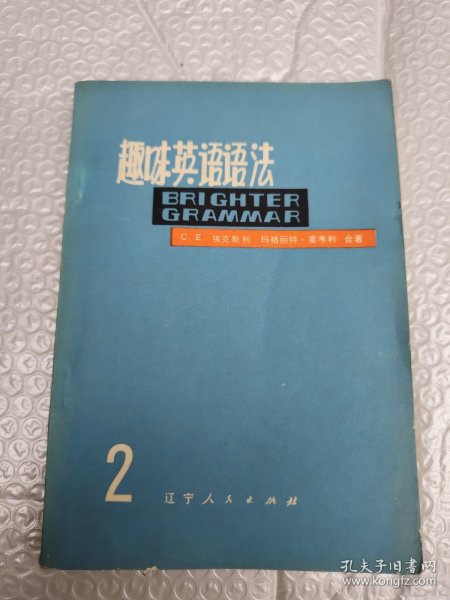 趣味英语语法
BRIGHTER
GRAMMAR
C. E. 埃克斯利 玛格丽特·麦考利 合著
2 辽宁人民出版社
孔夫子旧书网
www.kongfz.com